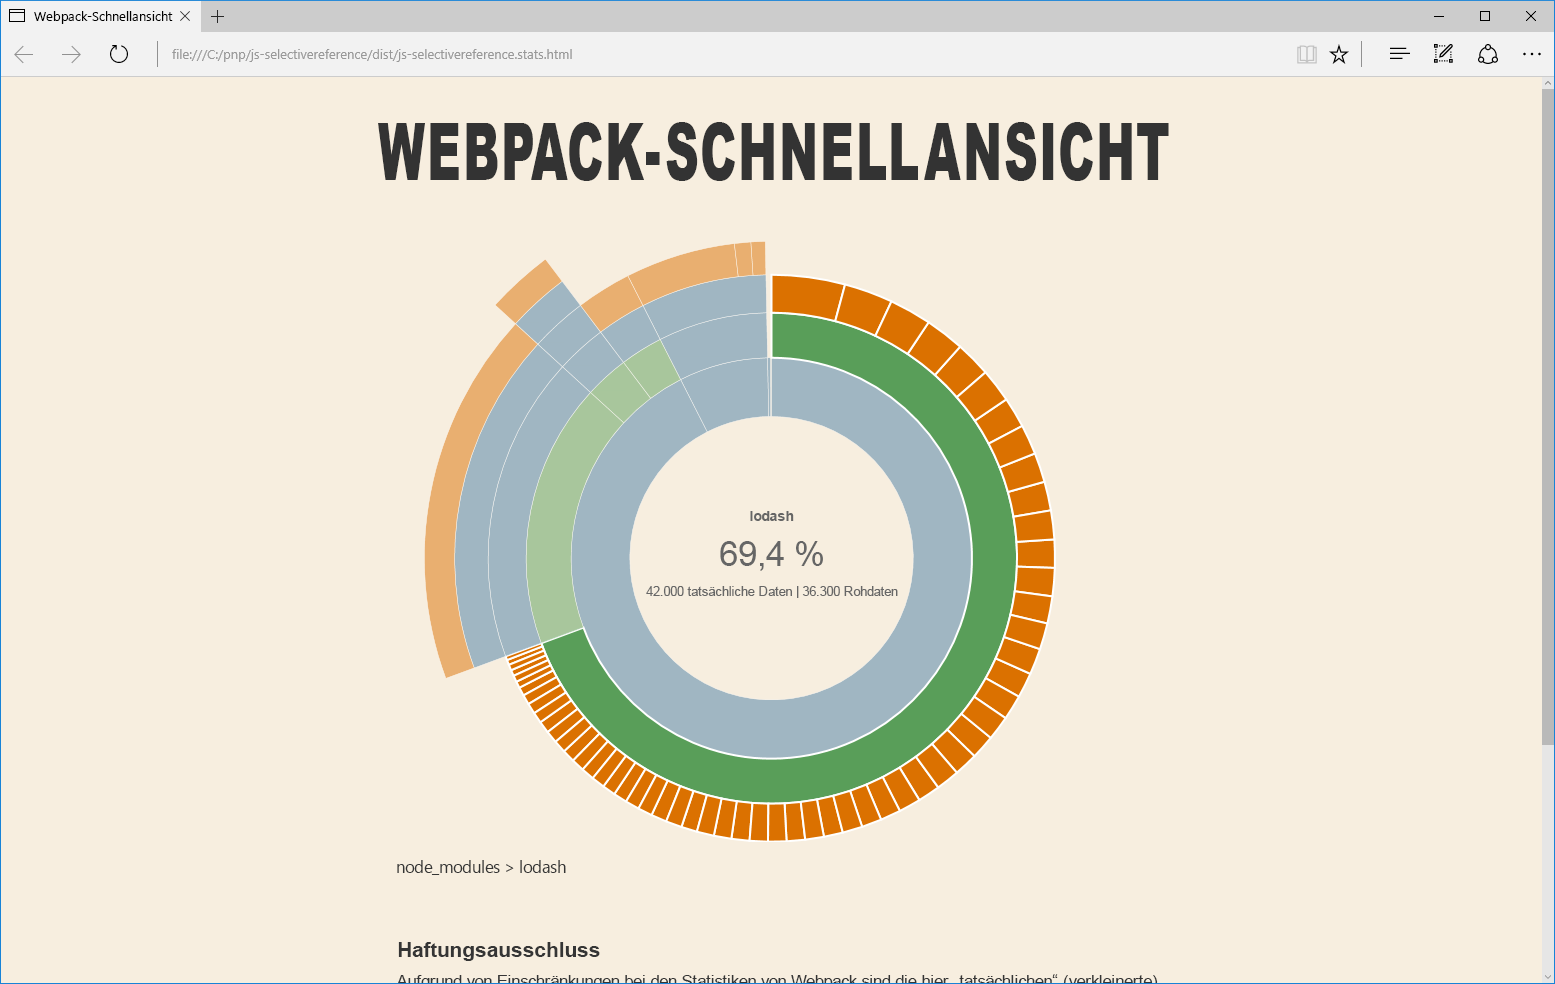 Webpack-Schnellansicht
file:///C:/pnp/js-selectivereference/dist/js-selectivereference.stats.html
WEBPACK-SCHNELLANSICHT
lodash
69,4 %
42.000 tatsächliche Daten | 36.300 Rohdaten
node_modules > lodash
Haftungsausschluss
Aufgrund von Einschränkungen bei den Statistiken von Webpack sind die hier „tatsächlichen“ (verkleinerte)